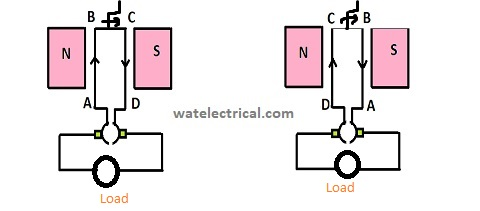 B C
N S
A D
Load
watelectrical.com
C B
N S
D A
Load